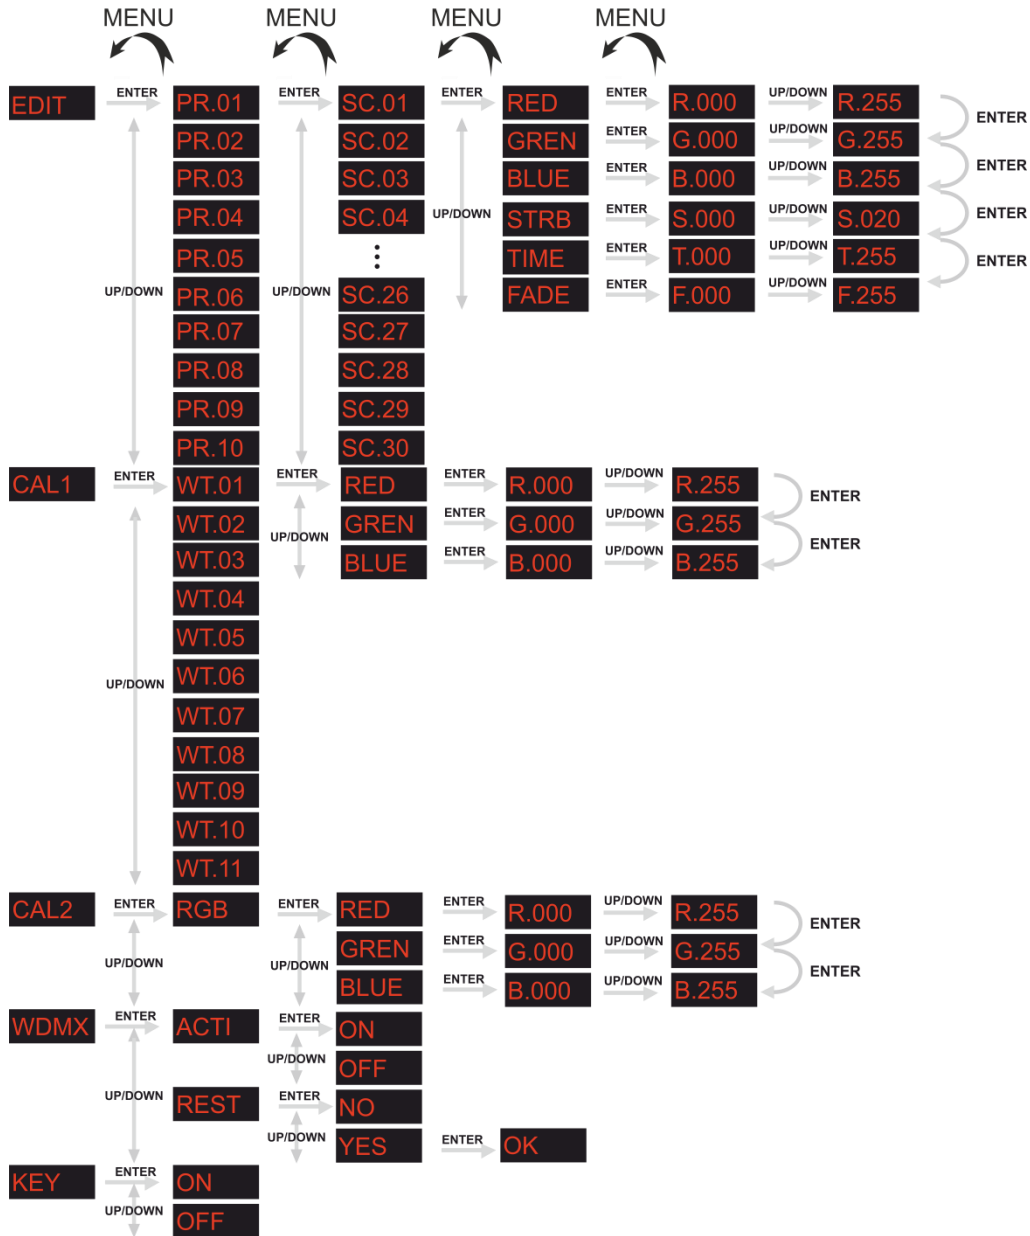 MENU MENU MENU MENU
EDIT ENTER PR.01 ENTER SC.01 ENTER RED ENTER R.000 UP/DOWN R.255
ENTER
PR.02 SC.02 GREN ENTER G.000 UP/DOWN G.255
ENTER
PR.03 SC.03 BLUE ENTER B.000 UP/DOWN B.255
ENTER
PR.04 SC.04 UP/DOWN STRB ENTER S.000 UP/DOWN S.020
ENTER
PR.05 ⋮ TIME ENTER T.000 UP/DOWN T.255
UP/DOWN PR.06 UP/DOWN SC.26 FADE ENTER F.000 UP/DOWN F.255
PR.07 SC.27
PR.08 SC.28
PR.09 SC.29
PR.10 SC.30
CAL1 ENTER WT.01 ENTER RED ENTER R.000 UP/DOWN R.255
ENTER
WT.02 UP/DOWN GREN ENTER G.000 UP/DOWN G.255
ENTER
WT.03 BLUE ENTER B.000 UP/DOWN B.255
WT.04
WT.05
UP/DOWN WT.06
WT.07
WT.08
WT.09
WT.10
WT.11
CAL2 ENTER RGB ENTER RED ENTER R.000 UP/DOWN R.255
ENTER
GREN ENTER G.000 UP/DOWN G.255
UP/DOWN UP/DOWN ENTER
BLUE ENTER B.000 UP/DOWN B.255
WDMX ENTER ACTI ENTER ON
UP/DOWN OFF
UP/DOWN REST ENTER NO
UP/DOWN YES ENTER OK
KEY ENTER ON
UP/DOWN OFF